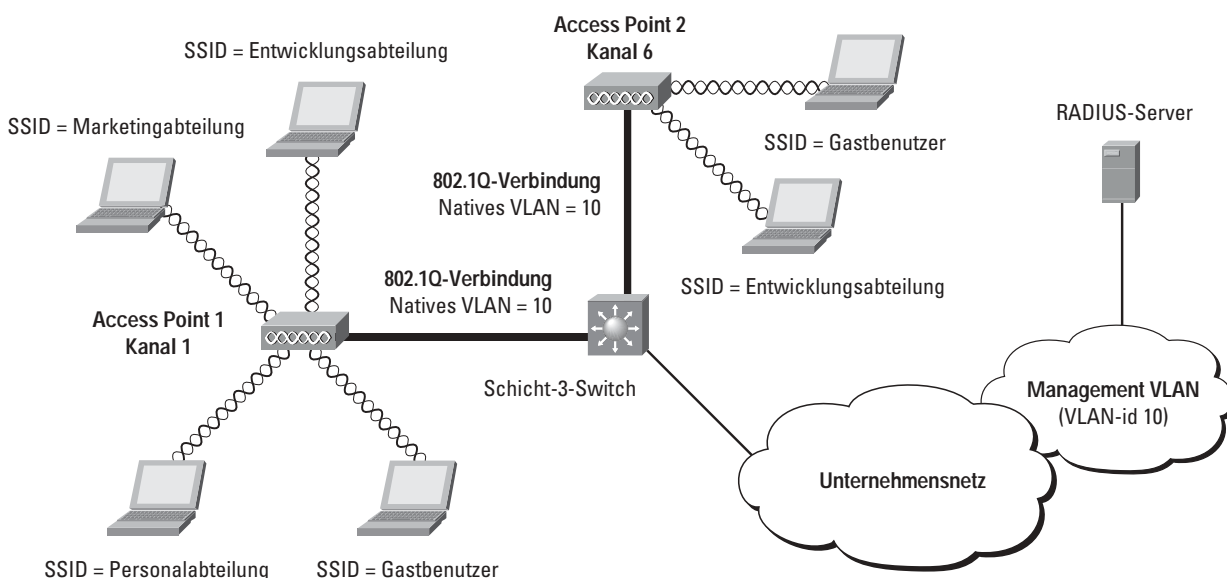 Access Point 2
Kanal 6
SSID = Entwicklungsabteilung
SSID = Marketingabteilung
RADIUS-Server
SSID = Gastbenutzer
802.1Q-Verbindung
Natives VLAN = 10
802.1Q-Verbindung
Natives VLAN = 10
SSID = Entwicklungsabteilung
Access Point 1
Kanal 1
Schicht-3-Switch
Management VLAN
(VLAN-id 10)
Unternehmensnetz
SSID = Personalabteilung
SSID = Gastbenutzer